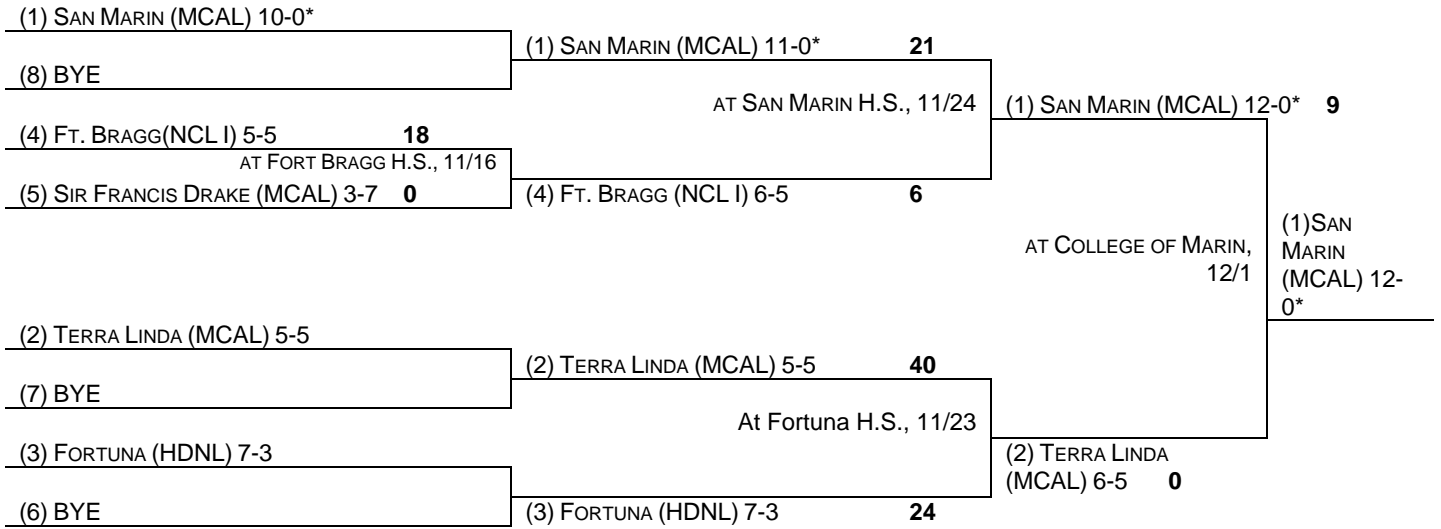 (1) SAN MARIN (MCAL) 10-0*
(8) BYE
(1) SAN MARIN (MCAL) 11-0* 21
AT SAN MARIN H.S., 11/24
(4) FT. BRAGG(NCL I) 5-5 18
AT FORT BRAGG H.S., 11/16
(5) SIR FRANCIS DRAKE (MCAL) 3-7 0
(4) FT. BRAGG (NCL I) 6-5 6
(1) SAN MARIN (MCAL) 12-0* 9
AT COLLEGE OF MARIN,
12/1
(1)SAN
MARIN
(MCAL) 12-
0*
(2) TERRA LINDA (MCAL) 5-5
(7) BYE
(2) TERRA LINDA (MCAL) 5-5 40
At Fortuna H.S., 11/23
(3) FORTUNA (HDNL) 7-3
(6) BYE
(3) FORTUNA (HDNL) 7-3 24
(2) TERRA LINDA
(MCAL) 6-5 0